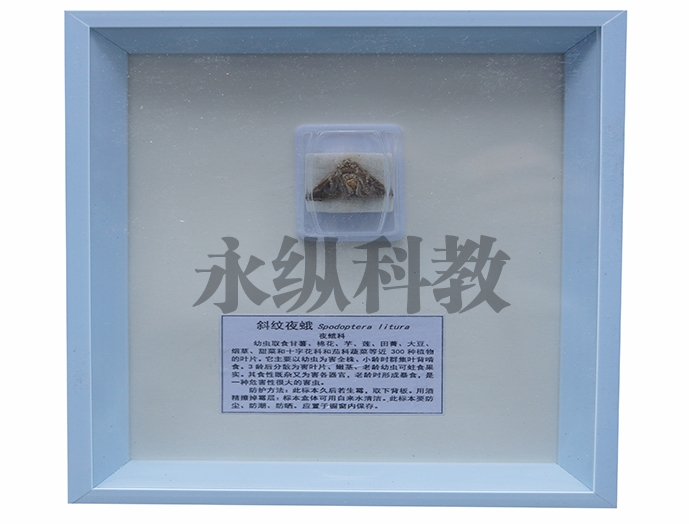 永纵科教
斜纹夜蛾 Spodoptera litura
夜蛾科
幼虫取食甘薯、棉花、芋、莲、田菁、大豆、
烟草、甜菜和十字花科和茄科蔬菜等近 300 种植物
的叶片。它主要以幼虫为害全株、小龄时群集叶背啃
食。3 龄后分散为害叶片、嫩茎、老龄幼虫可蛀食果
实。其食性既杂又为害各器官，老龄时形成暴食，是
一种危害性很大的害虫。
防护方法：此标本久后若生霉，取下背板，用酒
精擦掉霉层；标本盒体可用自来水清洁。此标本要防
尘、防潮、防晒。应置于橱窗内保存。